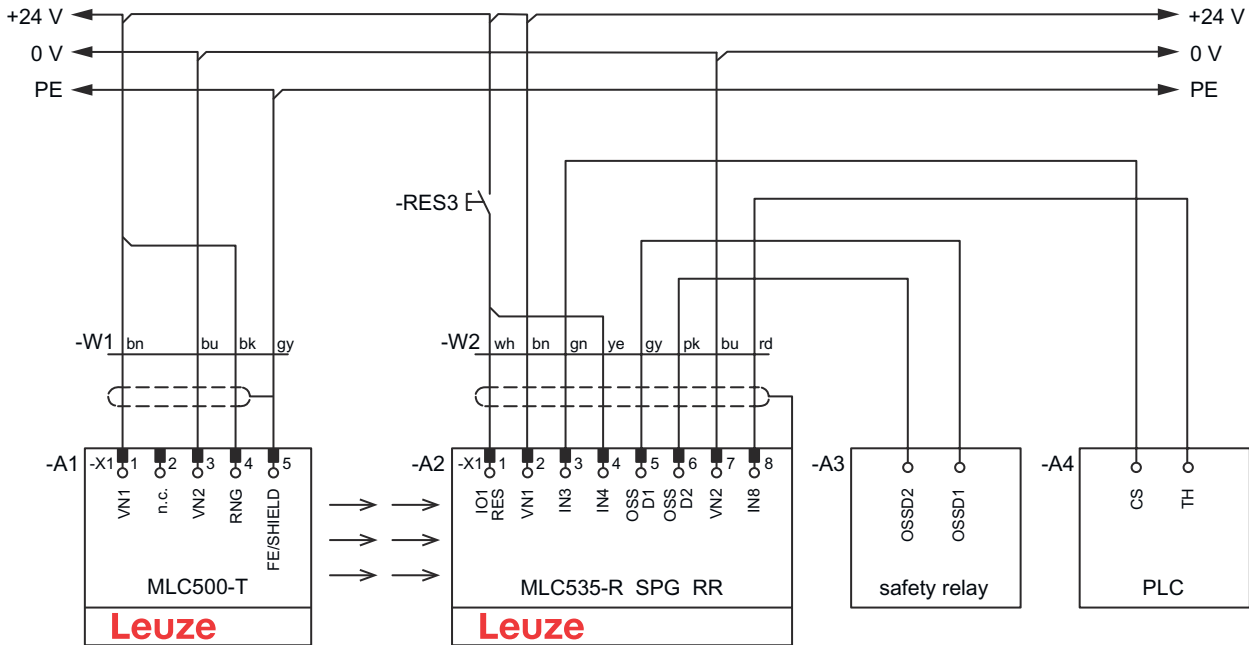 +24 V +24 V
0 V 0 V
PE PE
-RES3
-W1 bn bu bk gy
-W2 wh bn gn ye gy pk bu rd
-A1 -X1 1 2 3 4 5
VN1 n.c. VN2 RNG FE/SHIELD
MLC500-T
Leuze
-A2 -X1 1 2 3 4 5 6 7 8
IO1 RES VN1 IN3 IN4 OSS D1 OSS D2 VN2 IN8
MLC535-R SPG RR
Leuze
-A3
OSSD2 OSSD1
safety relay
-A4
CS TH
PLC